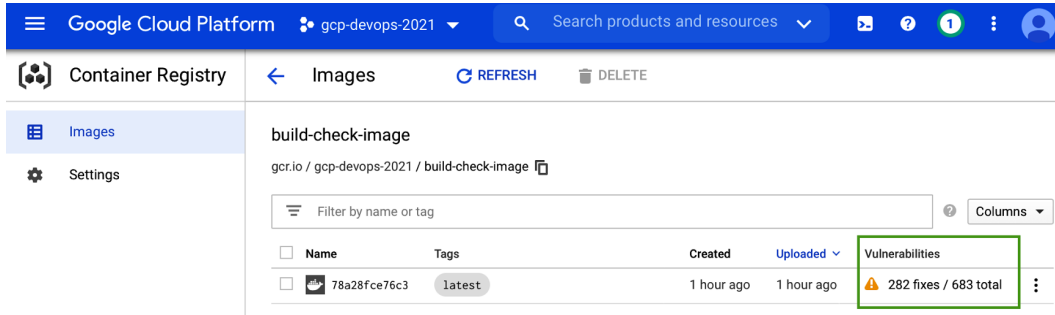 Google Cloud Platform gcp-devops-2021 Search products and resources ? 1
Container Registry Images REFRESH DELETE
Images
Settings
build-check-image
gcr.io / gcp-devops-2021 / build-check-image
Filter by name or tag ? Columns
Name Tags Created Uploaded Vulnerabilities
78a28fce76c3 latest 1 hour ago 1 hour ago 282 fixes / 683 total